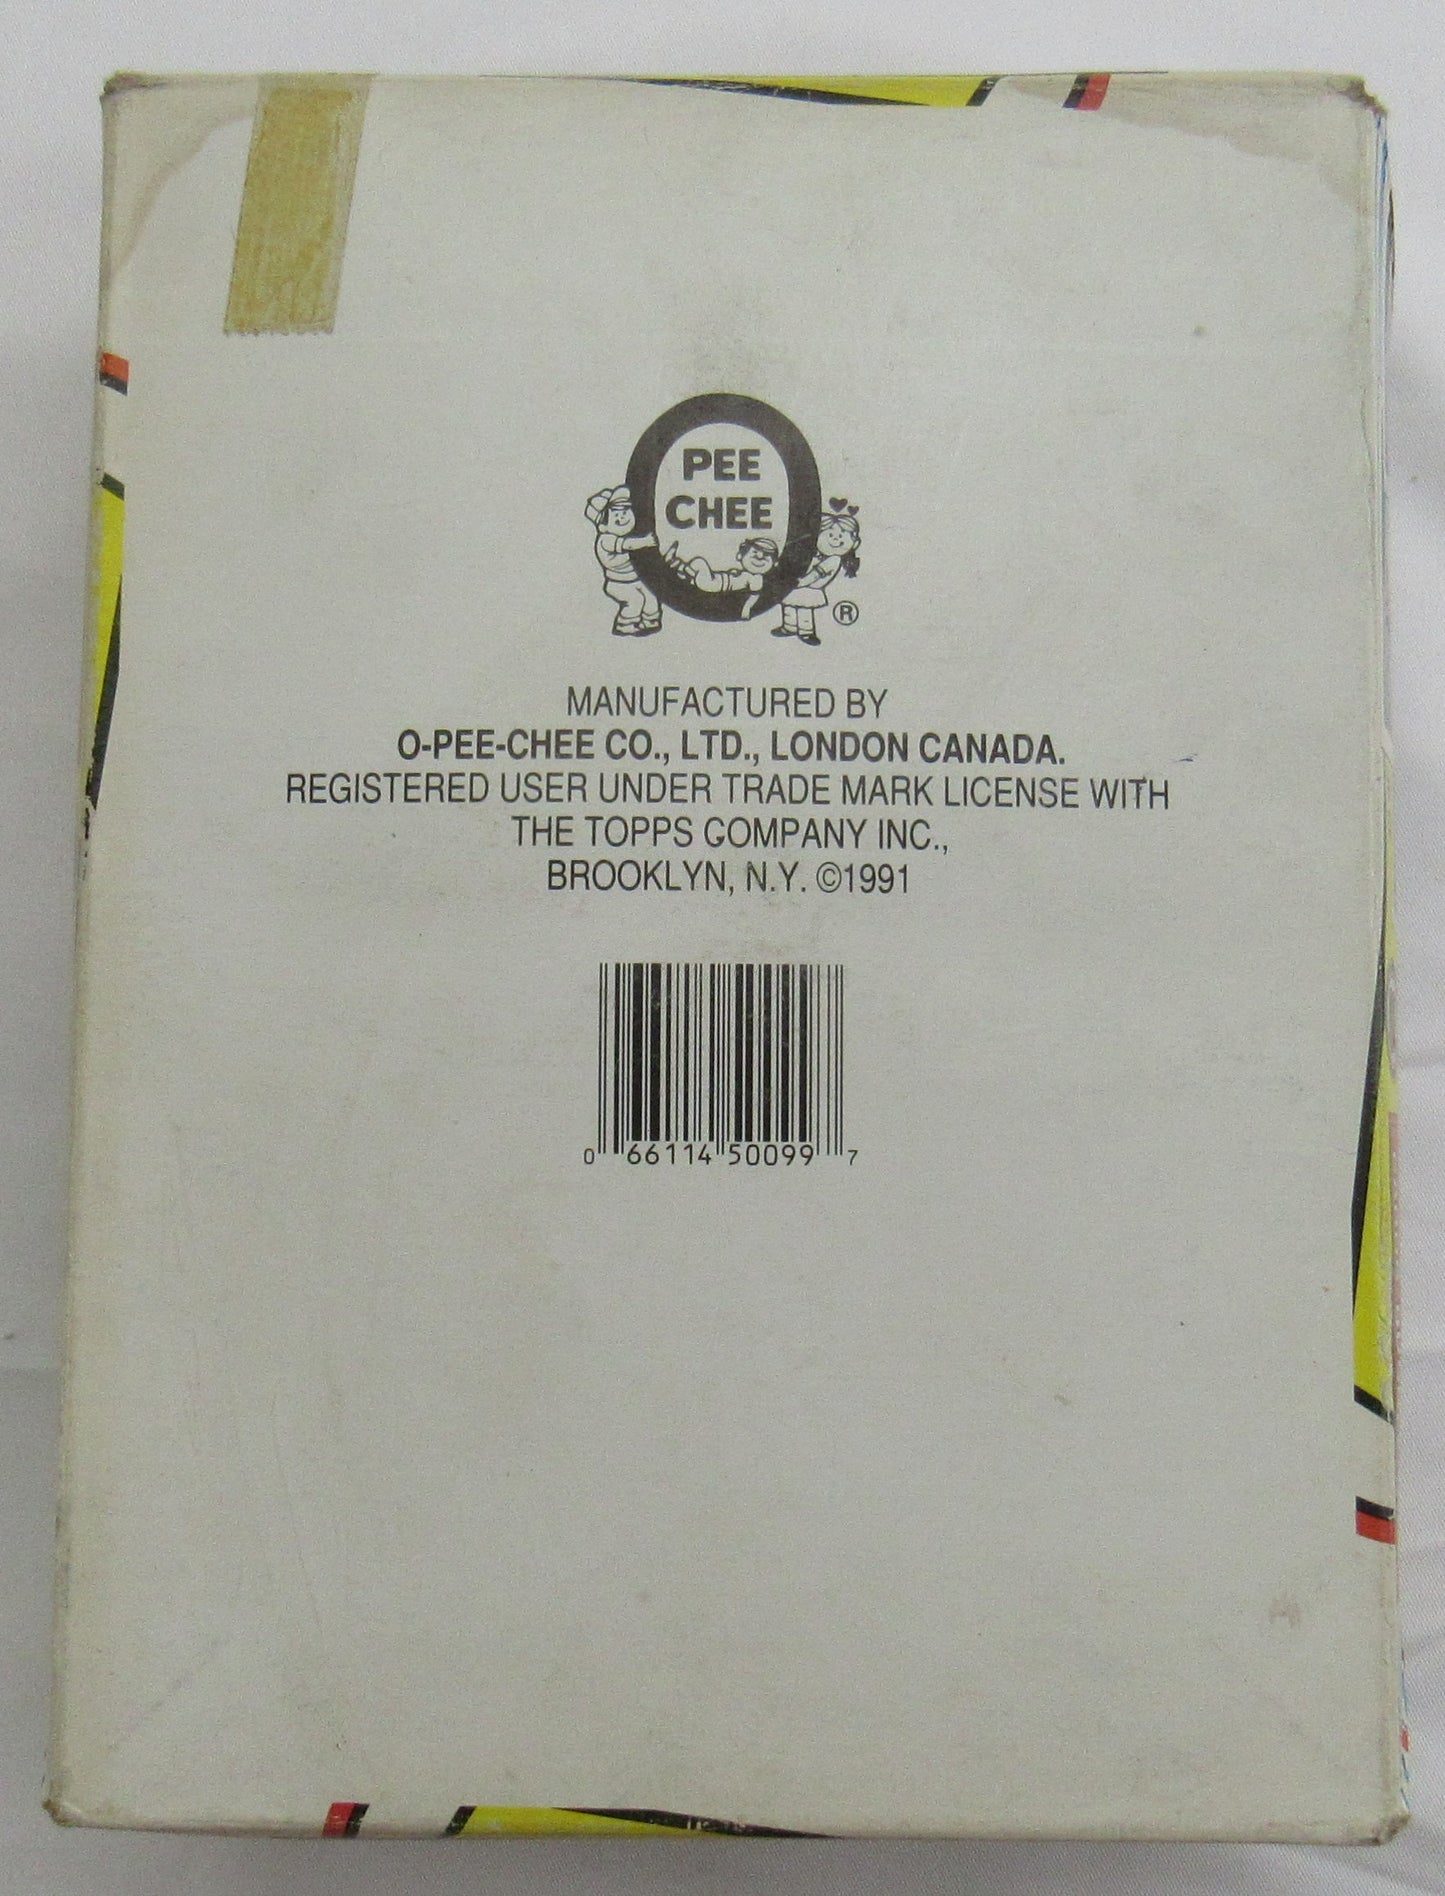 PEE
CHEE
®
MANUFACTURED BY
O-PEE-CHEE CO., LTD., LONDON CANADA.
REGISTERED USER UNDER TRADE MARK LICENSE WITH
THE TOPPS COMPANY INC.,
BROOKLYN, N.Y. ©1991
0 66114 50099 7